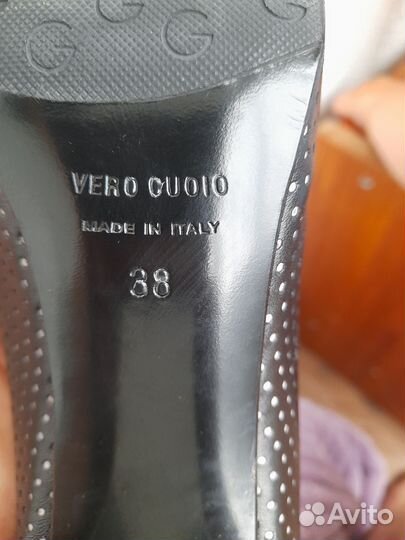 G G G
G
VERO CUOIO
MADE IN ITALY
38
Avito